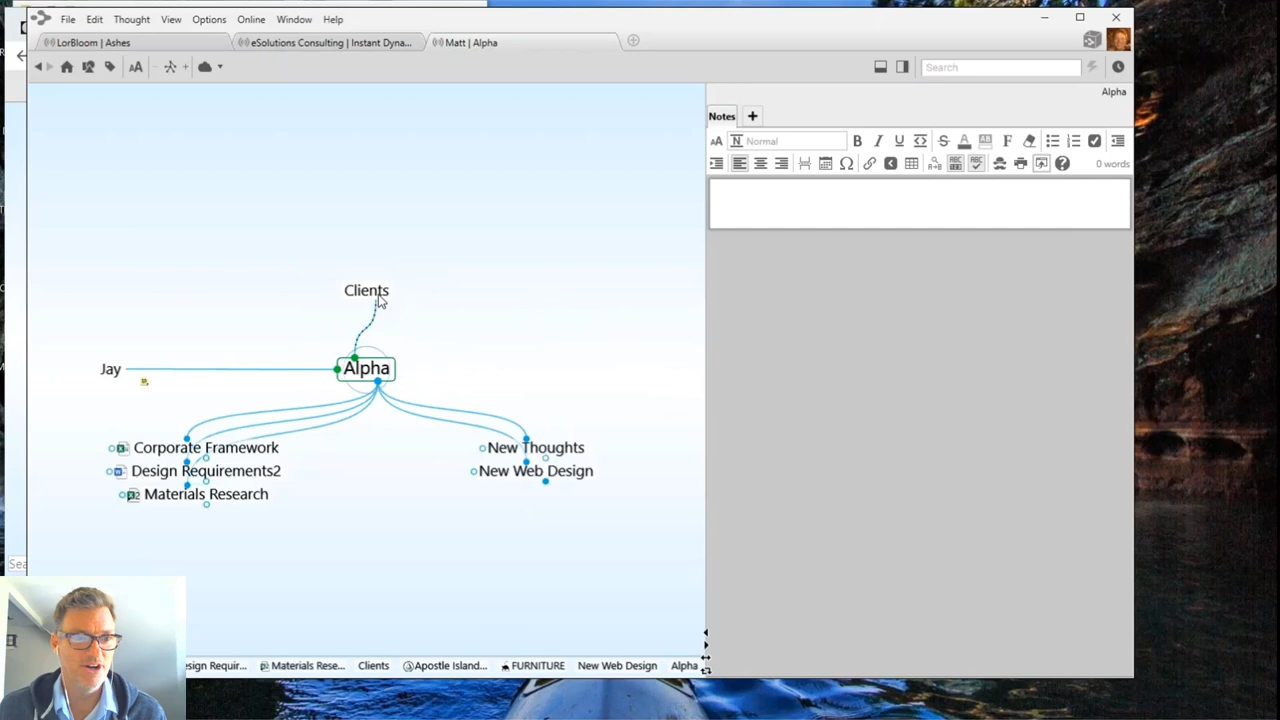 File Edit Thought View Options Online Window Help
LorBloom | Ashes
eSolutions Consulting | Instant Dyna...
Matt | Alpha
Search
Alpha
Notes
Normal
0 words
Clients
Jay
Alpha
Corporate Framework
New Thoughts
Design Requirements2
New Web Design
Materials Research
Sea
esign Requir... Materials Rese... Clients Apostle Island... FURNITURE New Web Design Alpha